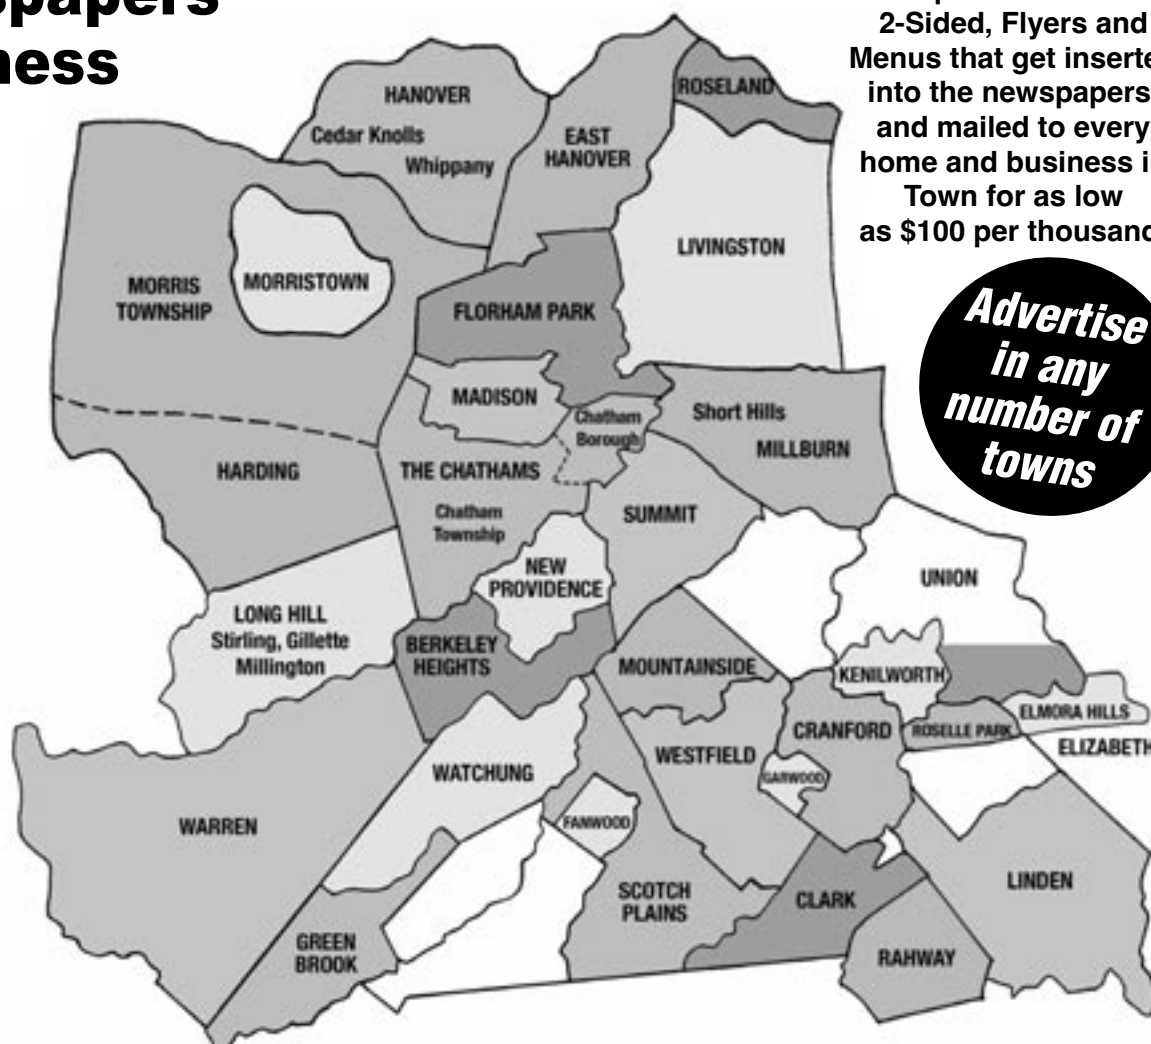 ness
2-Sided, Flyers and
Menus that get inserte
into the newspapers
and mailed to every
home and business i
Town for as low
as $100 per thousand
Advertise
in any
number of
towns
HANOVER
Cedar Knolls
Whippany
EAST
HANOVER
ROSELAND
LIVINGSTON
MORRIS
TOWNSHIP
MORRISTOWN
FLORHAM PARK
MADISON
Chatham
Borough
Short Hills
MILLBURN
HARDING
THE CHATHAMS
Chatham
Township
SUMMIT
NEW
PROVIDENCE
UNION
LONG HILL
Stirling, Gillette
Millington
BERKELEY
HEIGHTS
MOUNTAINSIDE
KENILWORTH
ELMORA HILLS
CRANFORD
ROSELLE PARK
ELIZABETH
WESTFIELD
GARWOOD
WATCHUNG
WARREN
FANWOOD
SCOTCH
PLAINS
CLARK
LINDEN
GREEN
BROOK
RAHWAY